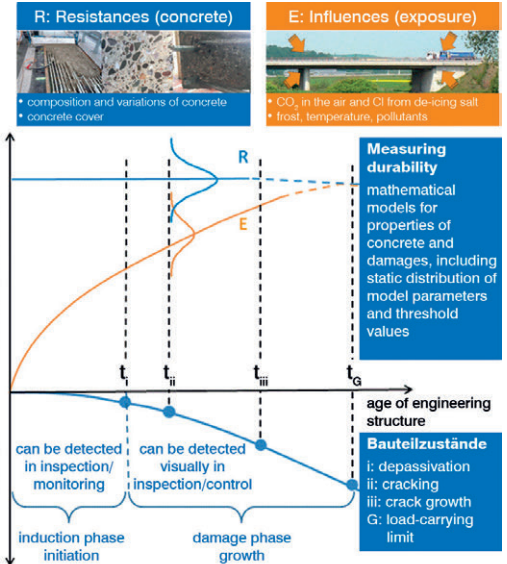 R: Resistances (concrete)
• composition and variations of concrete
• concrete cover
E: Influences (exposure)
• CO2 in the air and Cl from de-icing salt
• frost, temperature, pollutants
R
E
Measuring
durability
mathematical
models for
properties of
concrete and
damages, including
static distribution of
model parameters
and threshold
values
ti
tii
tiii
tG
age of engineering
structure
can be detected
in inspection/
monitoring
can be detected
visually in
inspection/control
induction phase
initiation
damage phase
growth
Bauteilzustände
i: depassivation
ii: cracking
iii: crack growth
G: load-carrying
limit